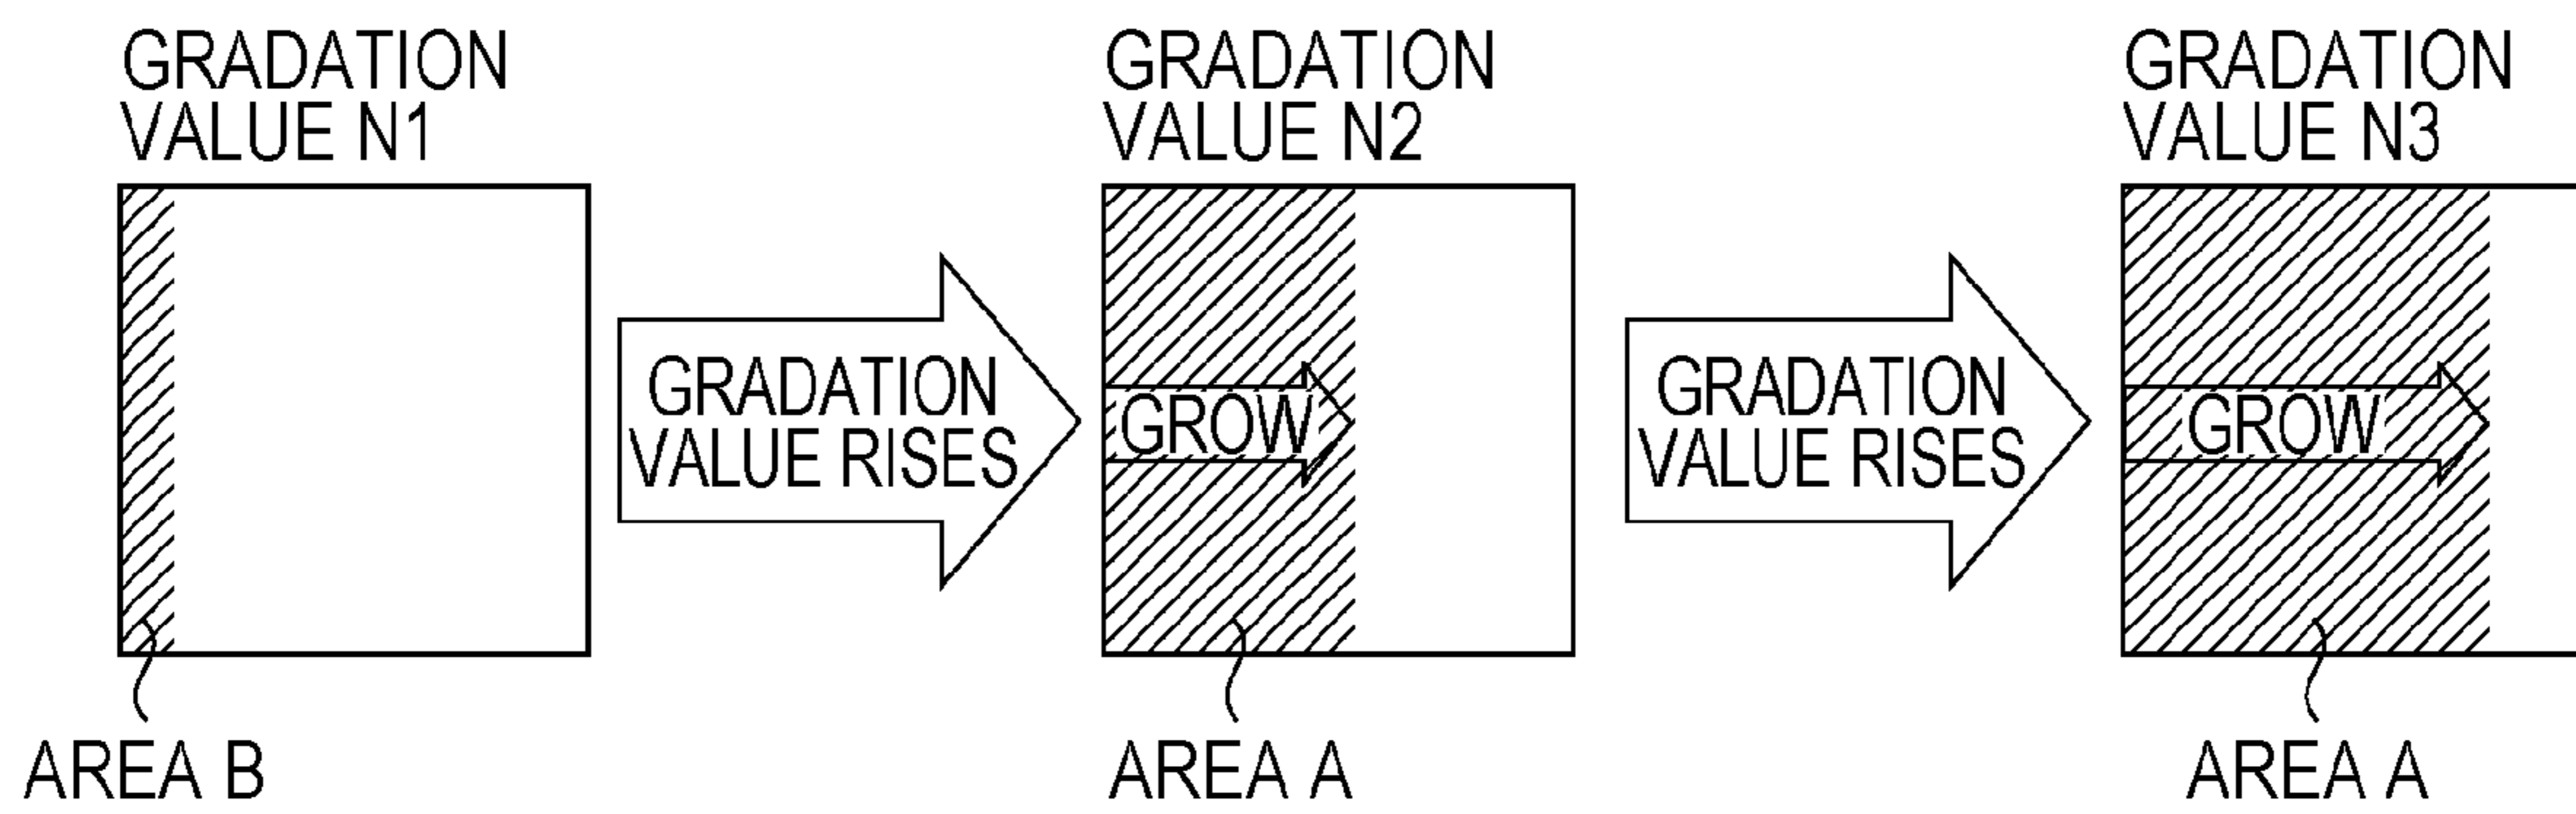 GRADATION
VALUE N1
GRADATION
VALUE N2
GRADATION
VALUE N3
GRADATION
VALUE RISES
GROW
GRADATION
VALUE RISES
GROW
AREA B
AREA A
AREA A